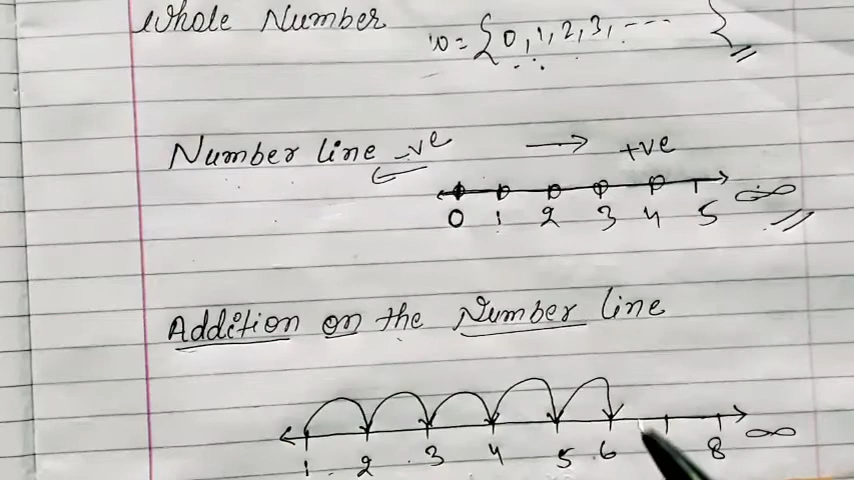 Whole Number
W = {0, 1, 2, 3, ---- }
Number line -ve → +ve
0 1 2 3 4 5 ∞
Addition on the Number line
1 2 3 4 5 6 8 ∞